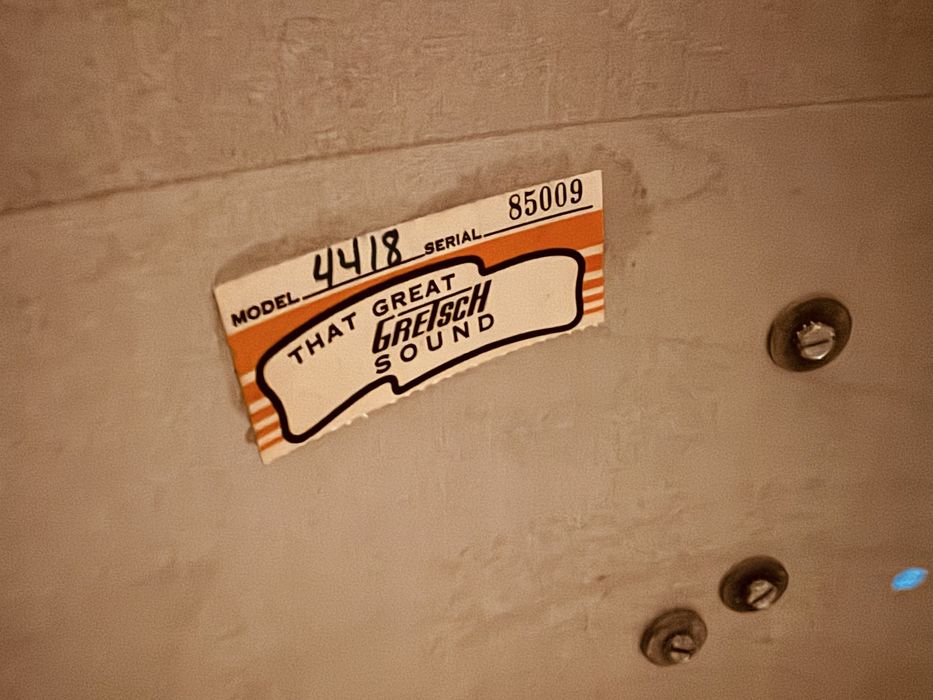 MODEL 4418 SERIAL 85009
THAT GREAT
GRETSCH
SOUND